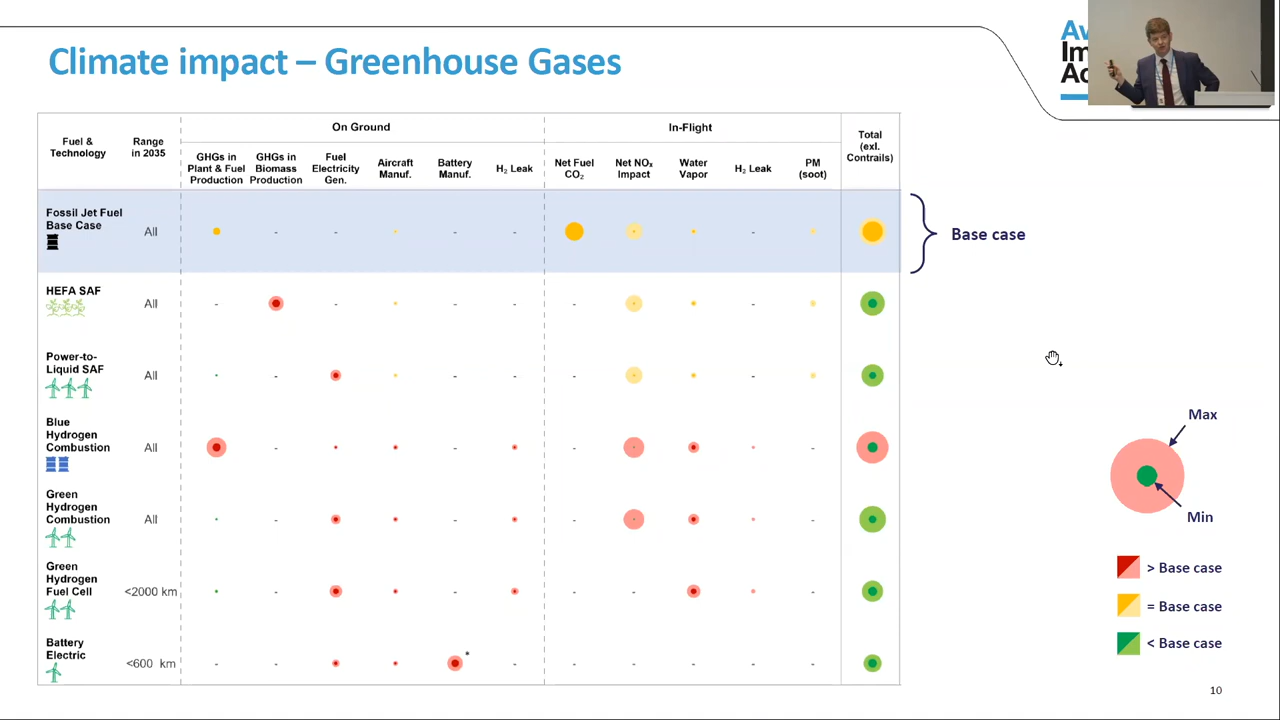 Climate impact – Greenhouse Gases
Av
Im
Ac
Fuel &
Technology
Range
in 2035
On Ground
In-Flight
Total
(exl.
Contrails)
GHGs in
Plant & Fuel
Production
GHGs in
Biomass
Production
Fuel
Electricity
Gen.
Aircraft
Manuf.
Battery
Manuf.
H₂ Leak
Net Fuel
CO₂
Net NOₓ
Impact
Water
Vapor
H₂ Leak
PM
(soot)
Fossil Jet Fuel
Base Case
All
- - - - - -
Base case
HEFA SAF
All
- - - - - -
Power-to-
Liquid SAF
All
- - - - -
Blue
Hydrogen
Combustion
All
- - - -
Green
Hydrogen
Combustion
All
- - - -
Green
Hydrogen
Fuel Cell
<2000 km
- - - - -
Battery
Electric
<600 km
- - * - - - - - -
Max
Min
> Base case
= Base case
< Base case
10